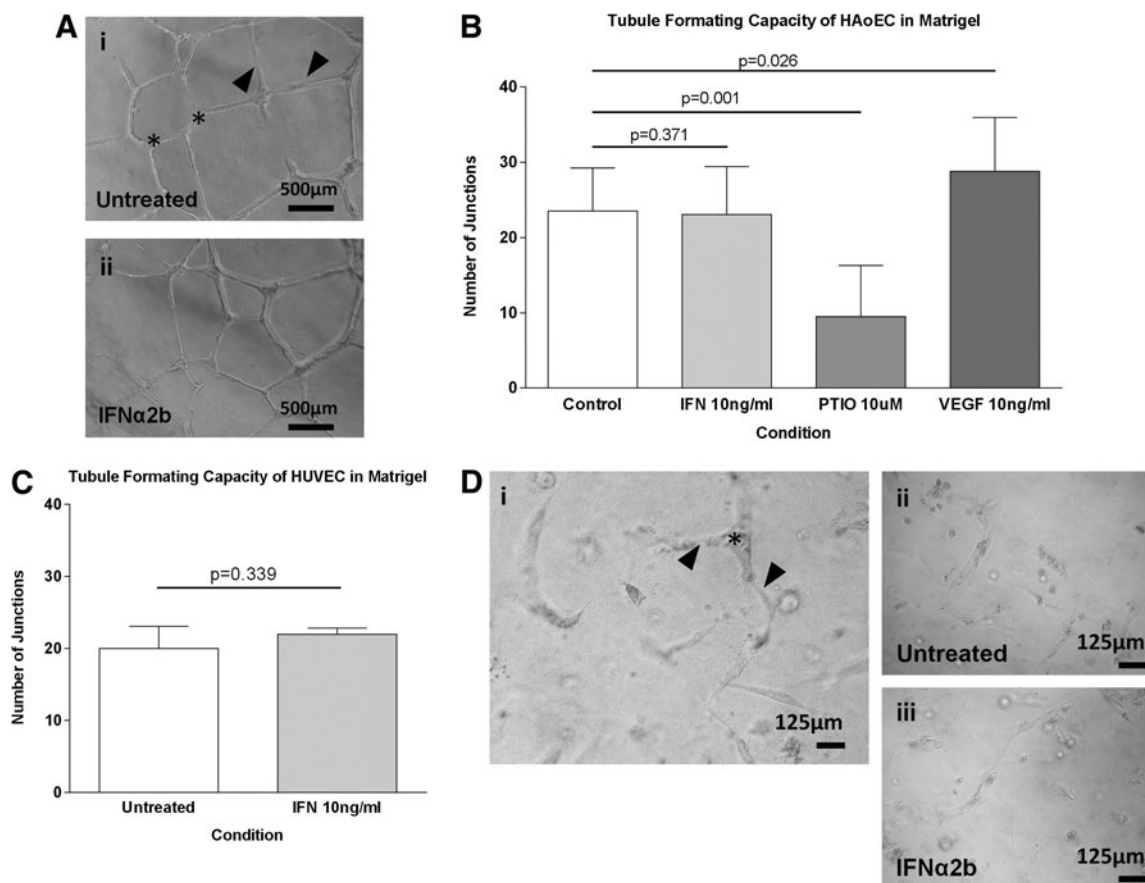 A
i
*
*
Untreated
500μm
ii
IFNα2b
500μm
B
Tubule Formating Capacity of HAoEC in Matrigel
p=0.026
p=0.001
p=0.371
Number of Junctions
40
30
20
10
0
Control
IFN 10ng/ml
PTIO 10uM
VEGF 10ng/ml
Condition
C
Tubule Formating Capacity of HUVEC in Matrigel
p=0.339
Number of Junctions
40
30
20
10
0
Untreated
IFN 10ng/ml
Condition
D
i
*
125μm
ii
Untreated
125μm
iii
IFNα2b
125μm